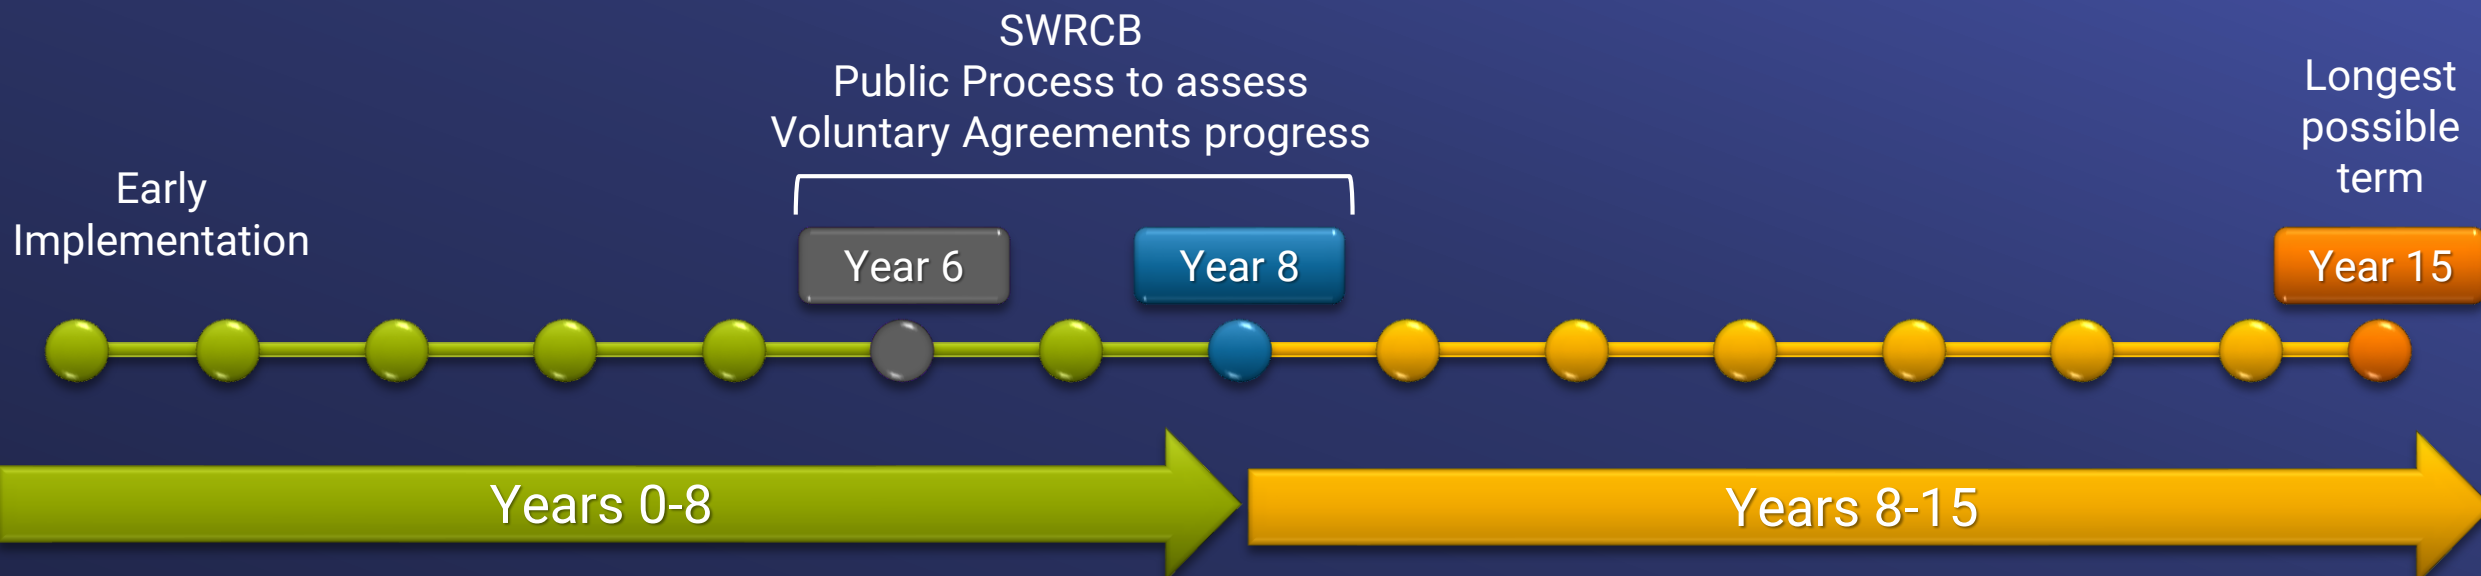 SWRCB
Public Process to assess
Voluntary Agreements progress
Longest
possible
term
Early
Implementation
Year 6
Year 8
Year 15
Years 0-8
Years 8-15